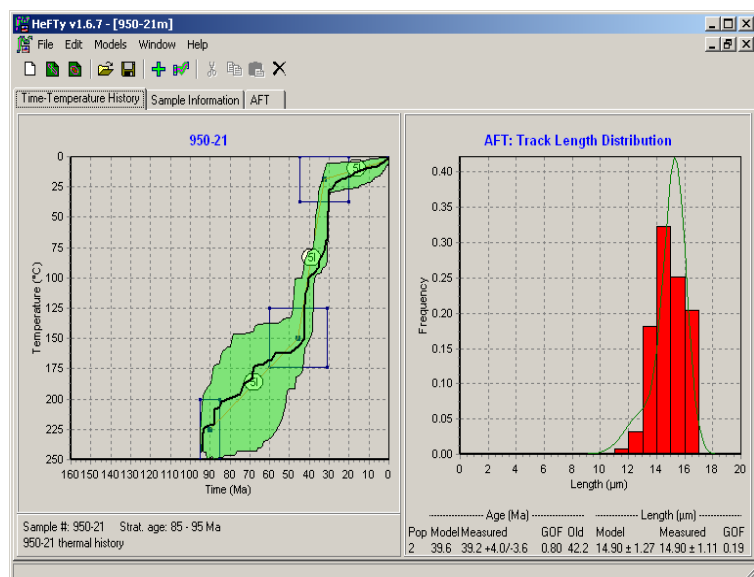 HeFTy v1.6.7 - [950-21m]
File Edit Models Window Help
Time-Temperature History Sample Information AFT
950-21
0
25
50
75
100
125
150
175
200
225
250
Temperature (°C)
5I
5I
5I
160 150 140 130 120 110 100 90 80 70 60 50 40 30 20 10 0
Time (Ma)
Sample #: 950-21 Strat. age: 85 - 95 Ma
950-21 thermal history
AFT: Track Length Distribution
0.40
0.35
0.30
0.25
0.20
0.15
0.10
0.05
0.00
Frequency
0 2 4 6 8 10 12 14 16 18 20
Length (µm)
Age (Ma) Length (µm)
Pop Model Measured GOF Old Model Measured GOF
2 39.6 39.2 +4.0/-3.6 0.80 42.2 14.90 ± 1.27 14.90 ± 1.11 0.19